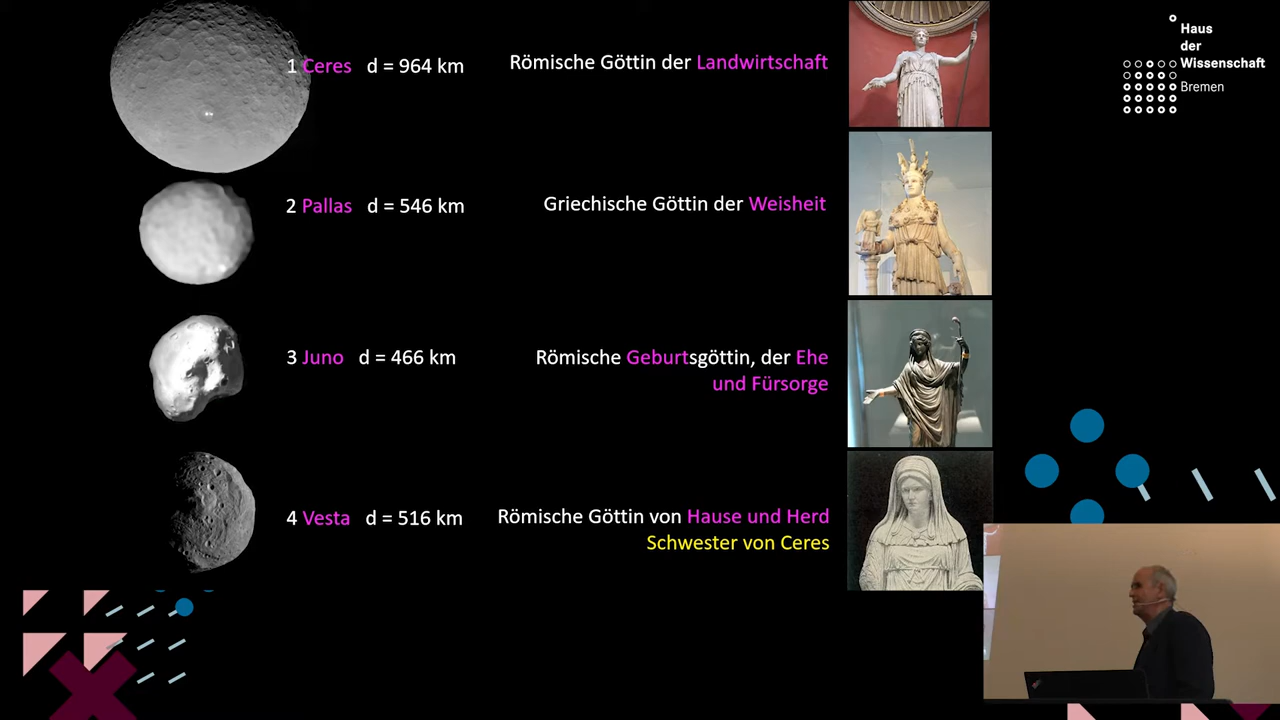 1 Ceres d = 964 km
Römische Göttin der Landwirtschaft
Haus
der
Wissenschaft
Bremen
2 Pallas d = 546 km
Griechische Göttin der Weisheit
3 Juno d = 466 km
Römische Geburtsgöttin, der Ehe
und Fürsorge
4 Vesta d = 516 km
Römische Göttin von Hause und Herd
Schwester von Ceres